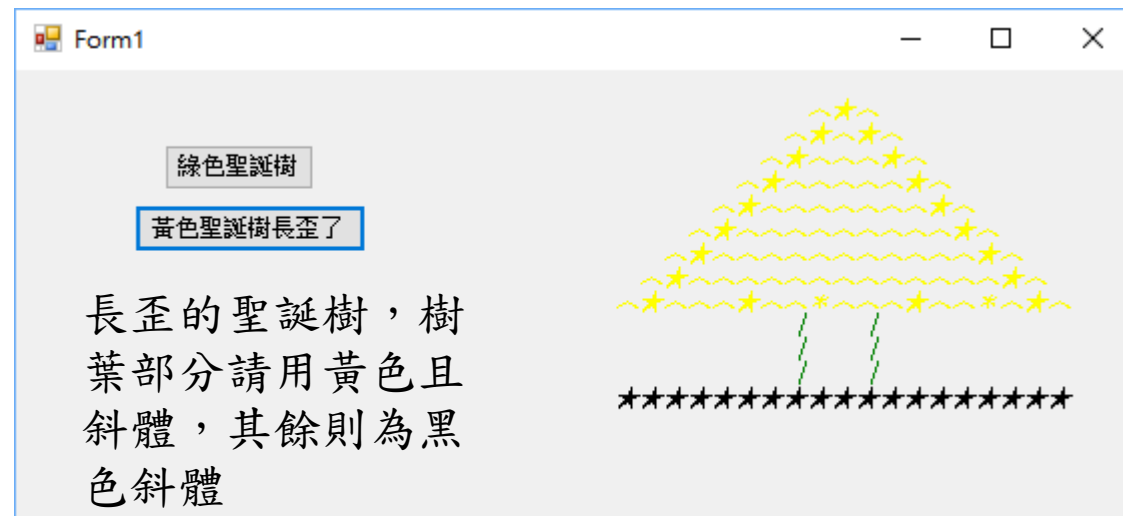 Form1
綠色聖誕樹
黃色聖誕樹長歪了
長歪的聖誕樹，樹
葉部分請用黃色且
斜體，其餘則為黑
色斜體
︿★︿
︿★︿★︿
︿★︿︿︿★︿
︿★︿︿︿︿︿★︿
︿★︿︿︿︿︿︿︿★︿
︿★︿︿︿︿︿︿︿︿︿★︿
︿★︿︿︿︿︿︿︿︿︿︿︿★︿
︿★︿︿︿︿︿︿︿︿︿︿︿︿︿★︿
︿★︿︿︿★︿︿*︿︿︿★︿︿*︿★︿
| |
| |
| |
★★★★★★★★★★★★★★★★★★★